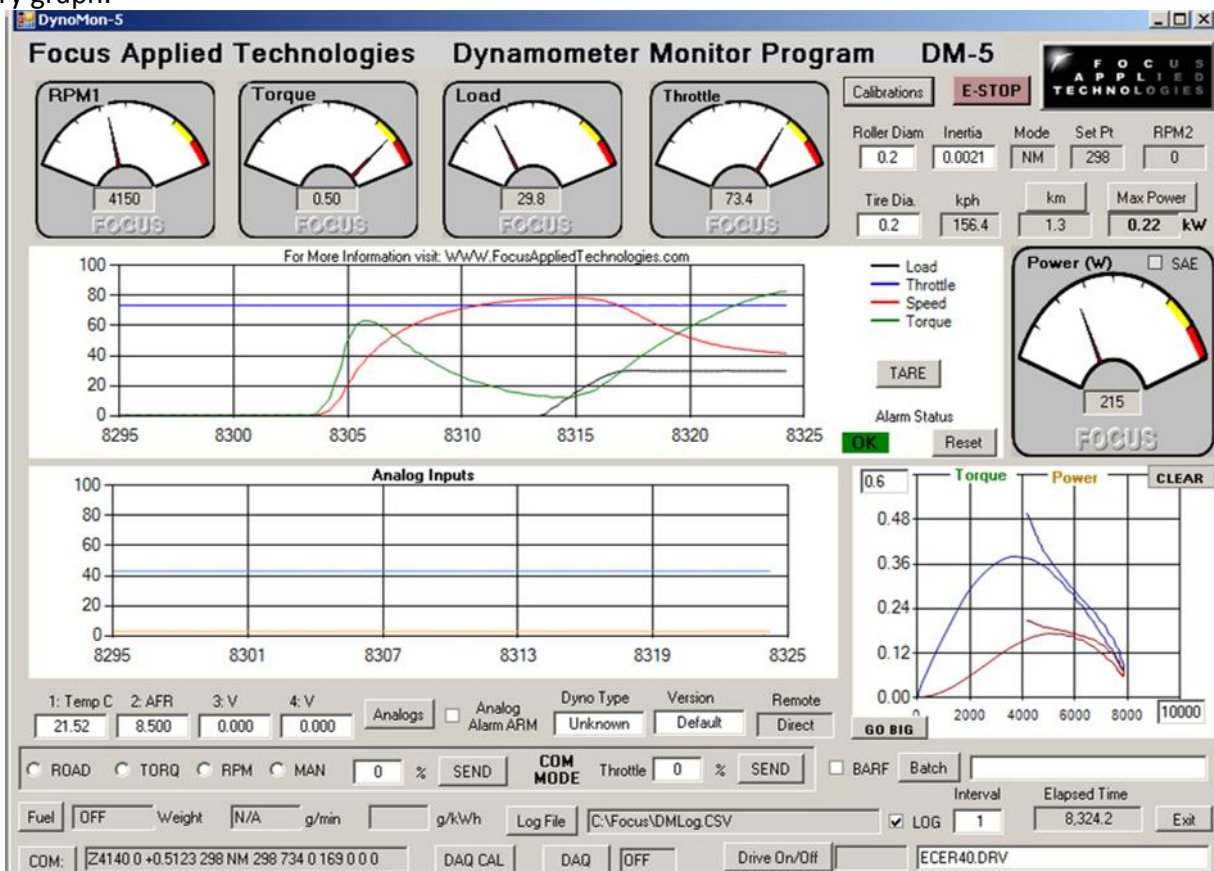 ry graph.
DynoMon-5
Focus Applied Technologies Dynamometer Monitor Program DM-5
FOCUS
APPLIED
TECHNOLOGIES
RPM1 Torque Load Throttle
4150 0.50 29.8 73.4
FOCUS FOCUS FOCUS FOCUS
Calibrations E-STOP
Roller Diam Inertia Mode Set Pt RPM2
0.2 0.0021 NM 298 0
Tire Dia. kph km Max Power
0.2 156.4 1.3 0.22 kW
For More Information visit: WWW.FocusAppliedTechnologies.com
100
80
60
40
20
0
8295 8300 8305 8310 8315 8320 8325
Load
Throttle
Speed
Torque
TARE
Alarm Status
OK Reset
Power (W) SAE
215
FOCUS
Analog Inputs
100
80
60
40
20
0
8295 8301 8307 8313 8319 8325
0.6 Torque Power CLEAR
0.48
0.36
0.24
0.12
0.00
0 2000 4000 6000 8000 10000
GO BIG
1: Temp C 2: AFR 3: V 4: V
21.52 8.500 0.000 0.000
Analogs
Analog
Alarm ARM
Dyno Type Version Remote
Unknown Default Direct
ROAD TORQ RPM MAN 0 % SEND COM MODE Throttle 0 % SEND BARF Batch
Fuel OFF Weight N/A g/min g/kWh Log File C:\Focus\DMLog.CSV LOG
Interval Elapsed Time
1 8,324.2 Exit
COM: Z4140 0 +0.5123 298 NM 298 734 0 169 0 0 0 DAQ CAL DAQ OFF Drive On/Off ECER40.DRV